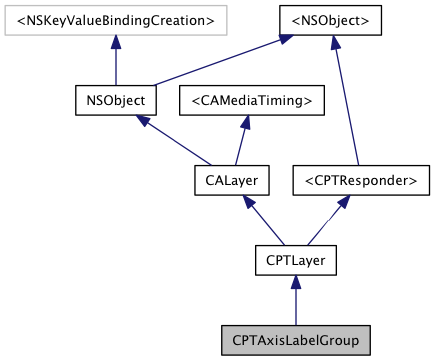 <NSKeyValueBindingCreation>
<NSObject>
NSObject
<CAMediaTiming>
CALayer
<CPTResponder>
CPTLayer
CPTAxisLabelGroup